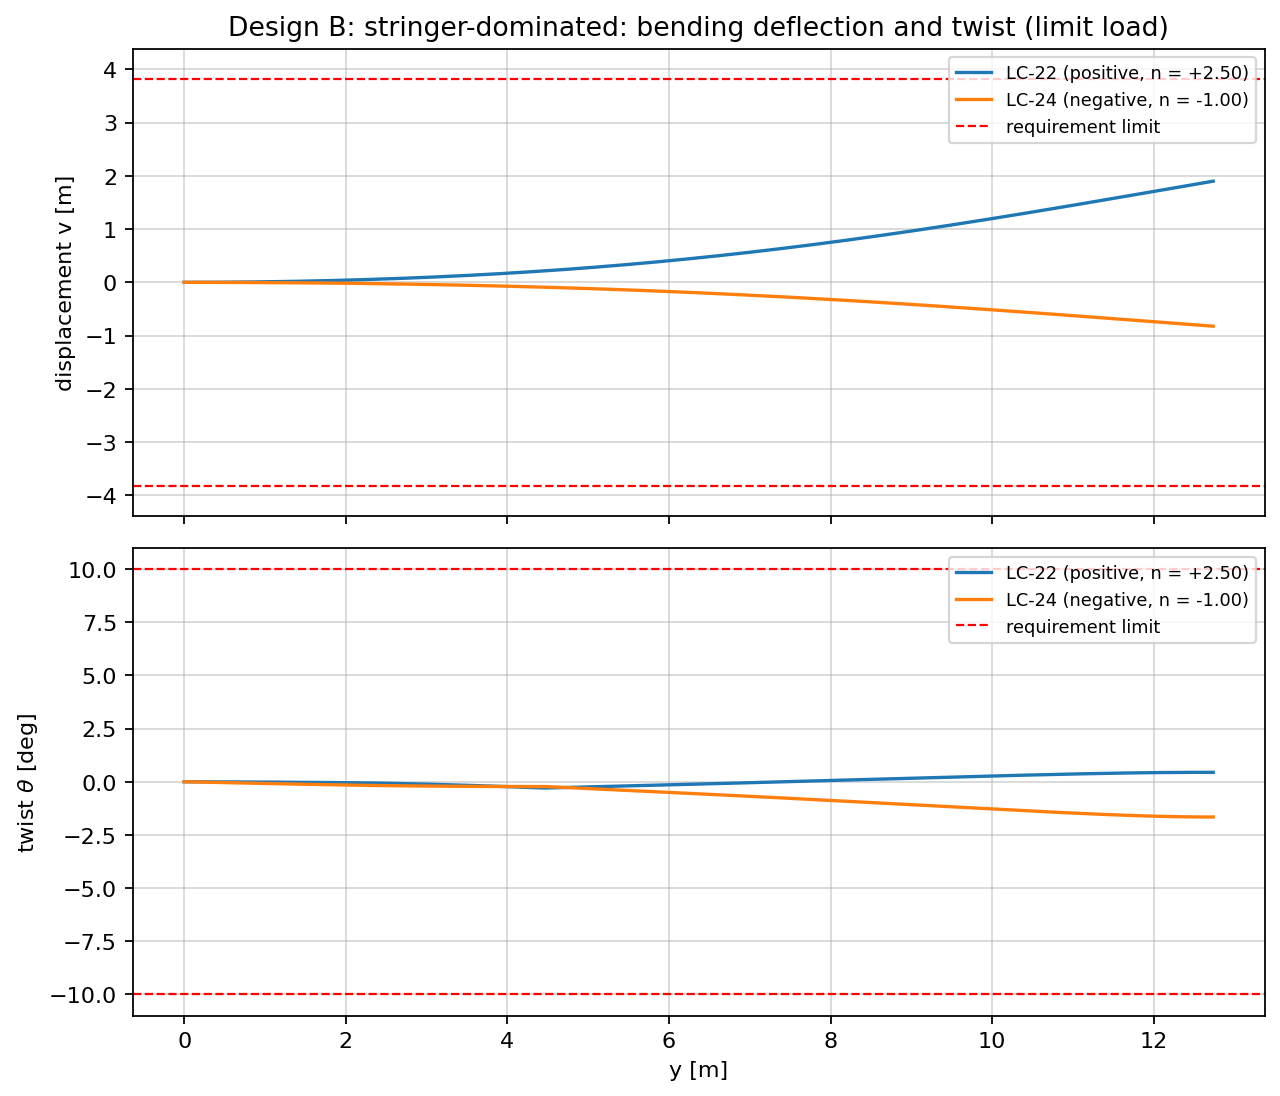 Design B: stringer-dominated: bending deflection and twist (limit load)
4
3
2
1
0
−1
−2
−3
−4
displacement v [m]
LC-22 (positive, n = +2.50)
LC-24 (negative, n = -1.00)
requirement limit
10.0
7.5
5.0
2.5
0.0
−2.5
−5.0
−7.5
−10.0
twist θ [deg]
LC-22 (positive, n = +2.50)
LC-24 (negative, n = -1.00)
requirement limit
0 2 4 6 8 10 12
y [m]